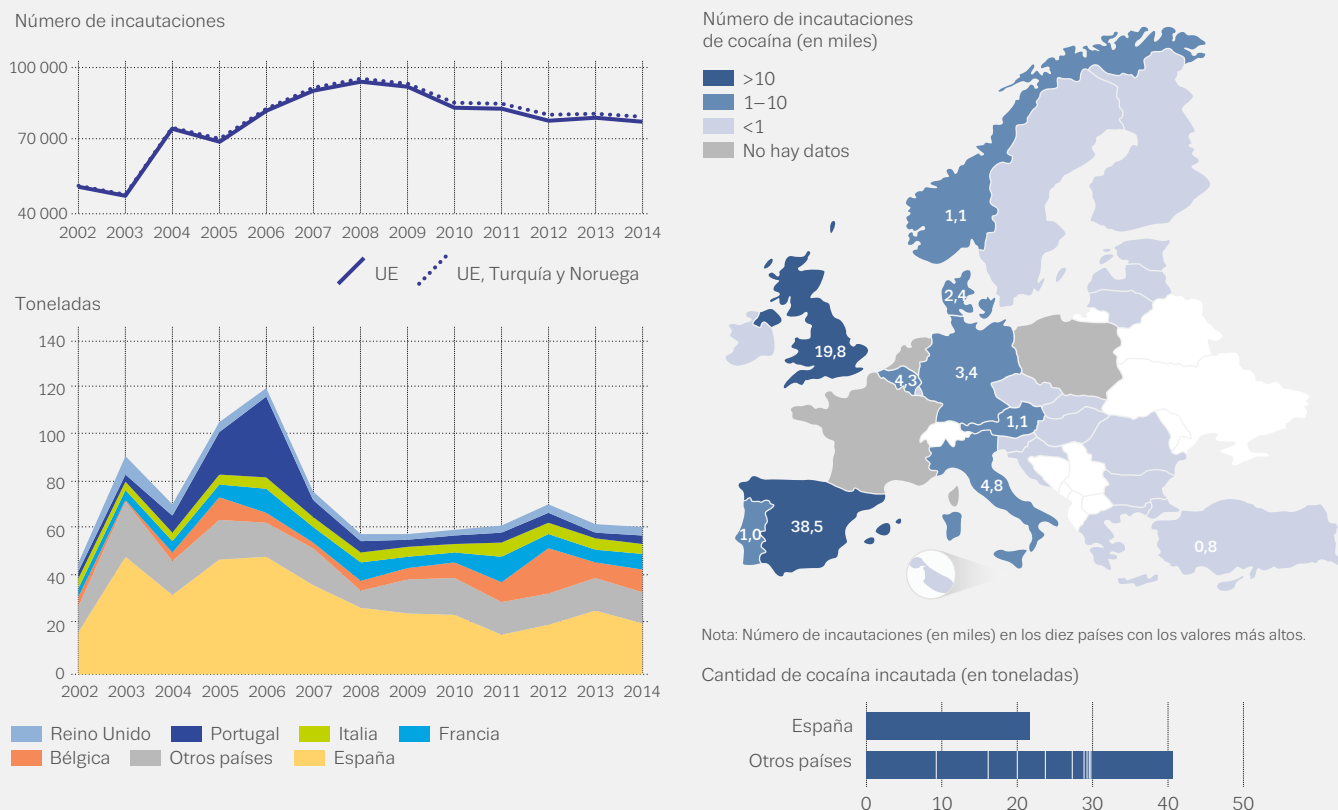 Número de incautaciones
100 000
70 000
40 000
2002 2003 2004 2005 2006 2007 2008 2009 2010 2011 2012 2013 2014
UE
UE, Turquía y Noruega
Toneladas
140
120
100
80
60
40
20
0
2002 2003 2004 2005 2006 2007 2008 2009 2010 2011 2012 2013 2014
Reino Unido Portugal Italia Francia
Bélgica Otros países España
Número de incautaciones
de cocaína (en miles)
>10
1–10
<1
No hay datos
1,1
2,4
19,8
4,3
3,4
1,1
4,8
1,0
38,5
0,8
Nota: Número de incautaciones (en miles) en los diez países con los valores más altos.
Cantidad de cocaína incautada (en toneladas)
España
Otros países
0 10 20 30 40 50